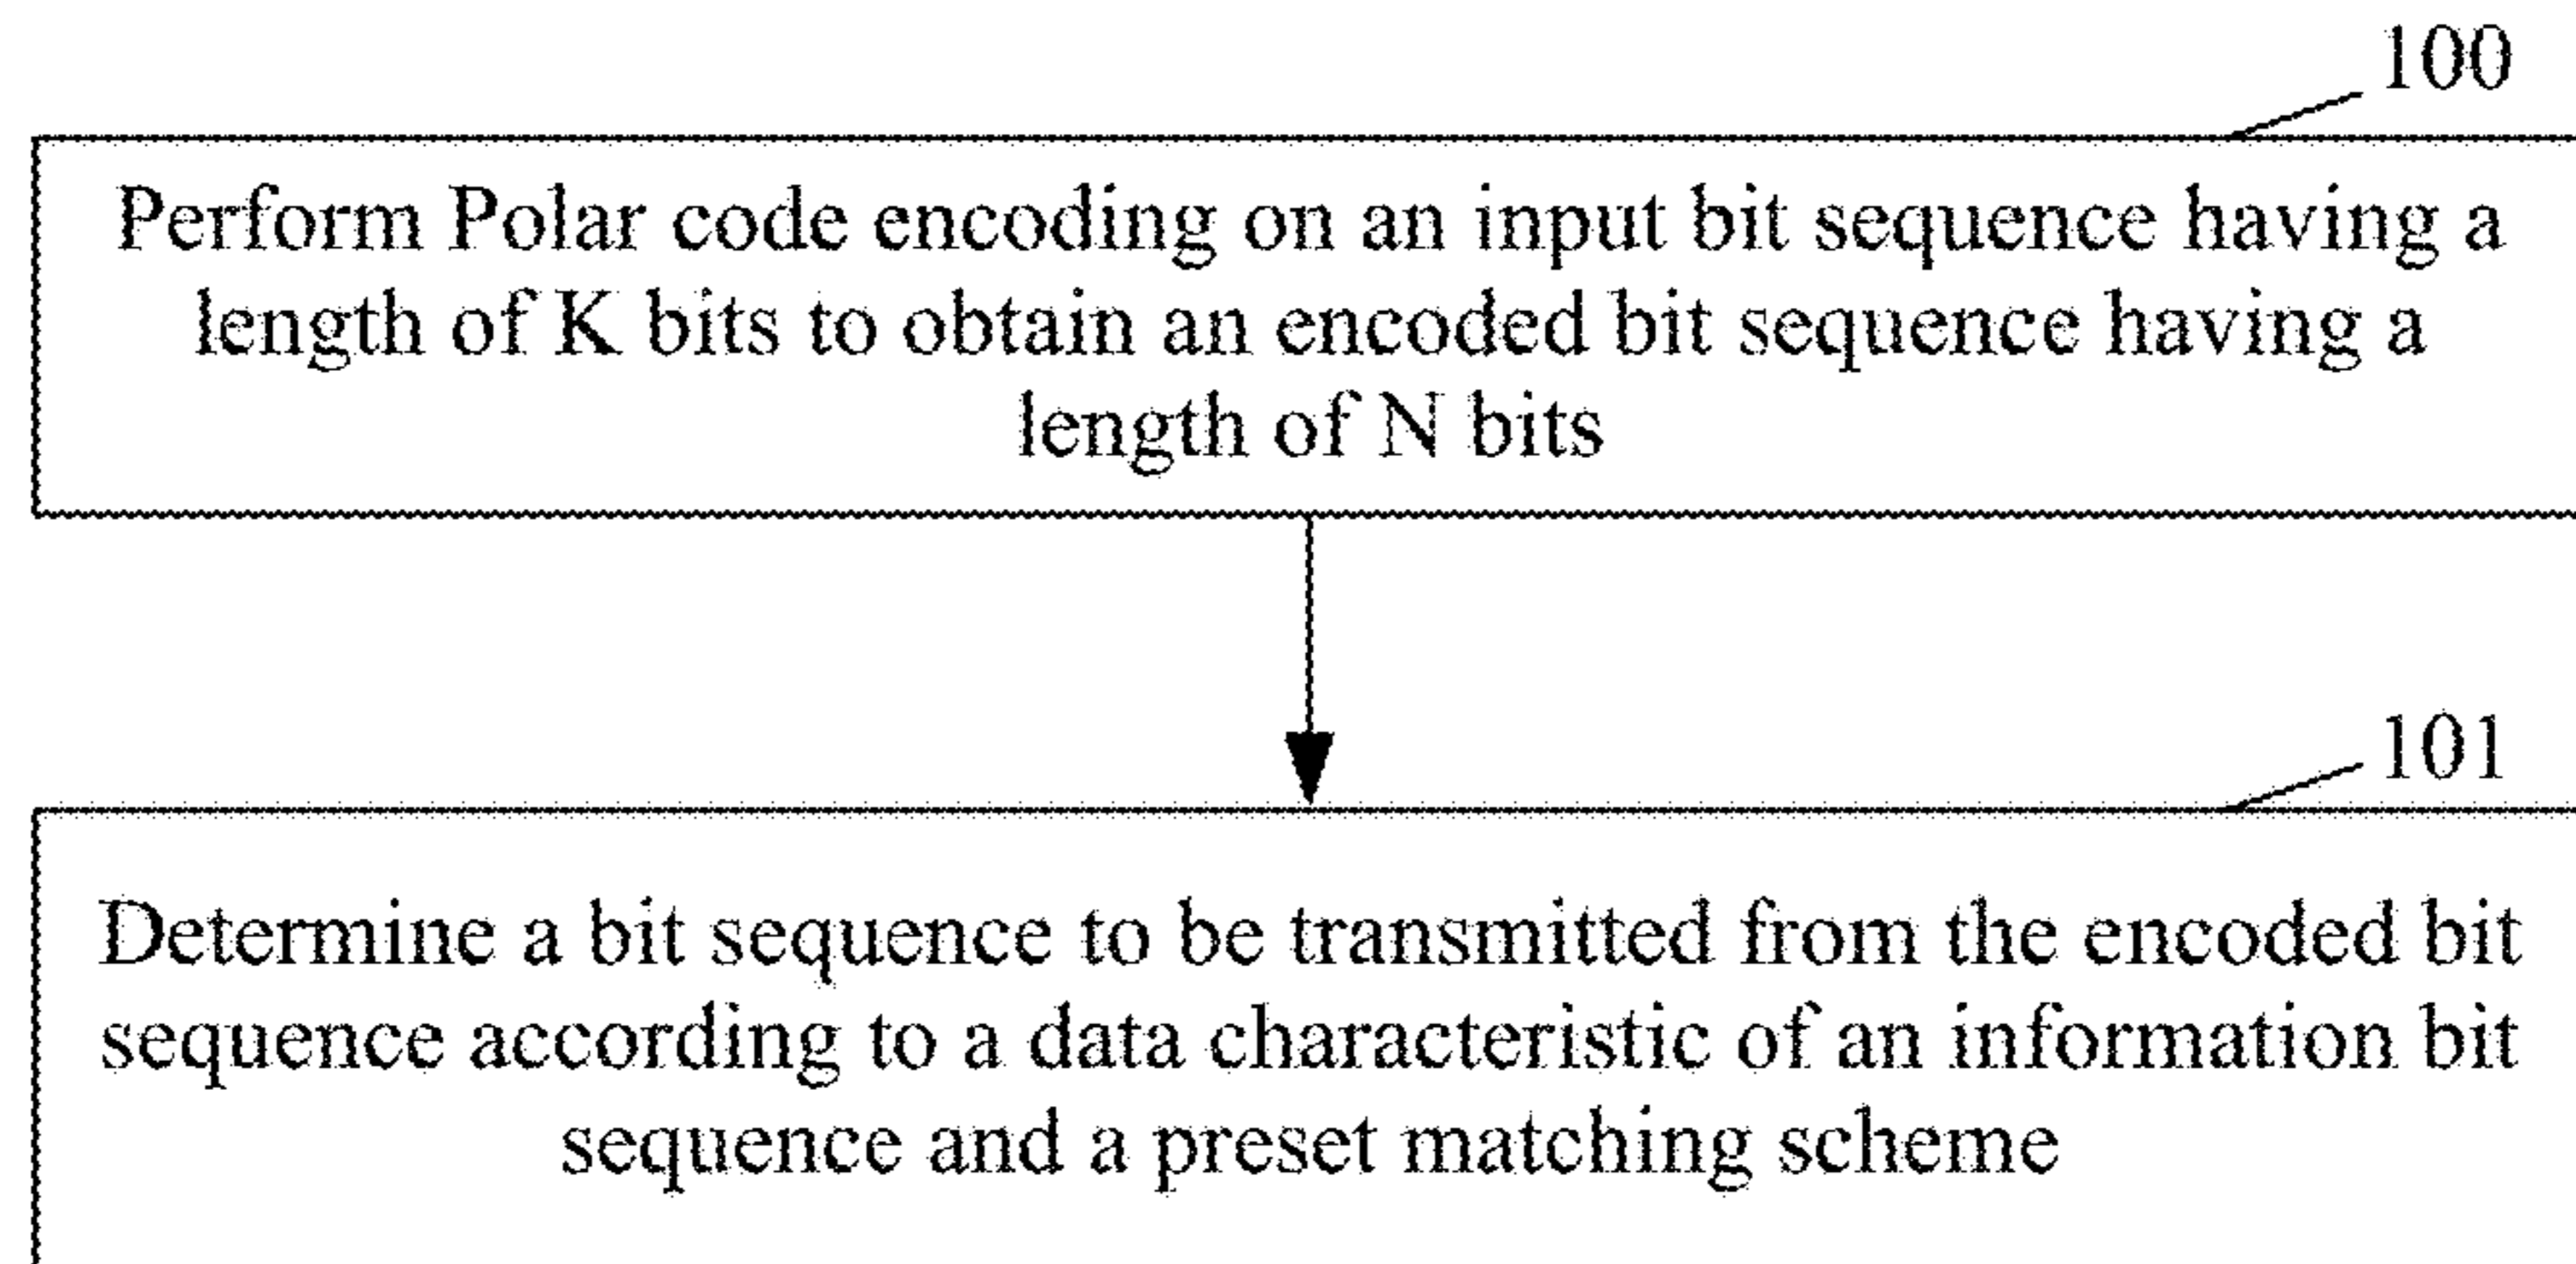 100
Perform Polar code encoding on an input bit sequence having a
length of K bits to obtain an encoded bit sequence having a
length of N bits
101
Determine a bit sequence to be transmitted from the encoded bit
sequence according to a data characteristic of an information bit
sequence and a preset matching scheme